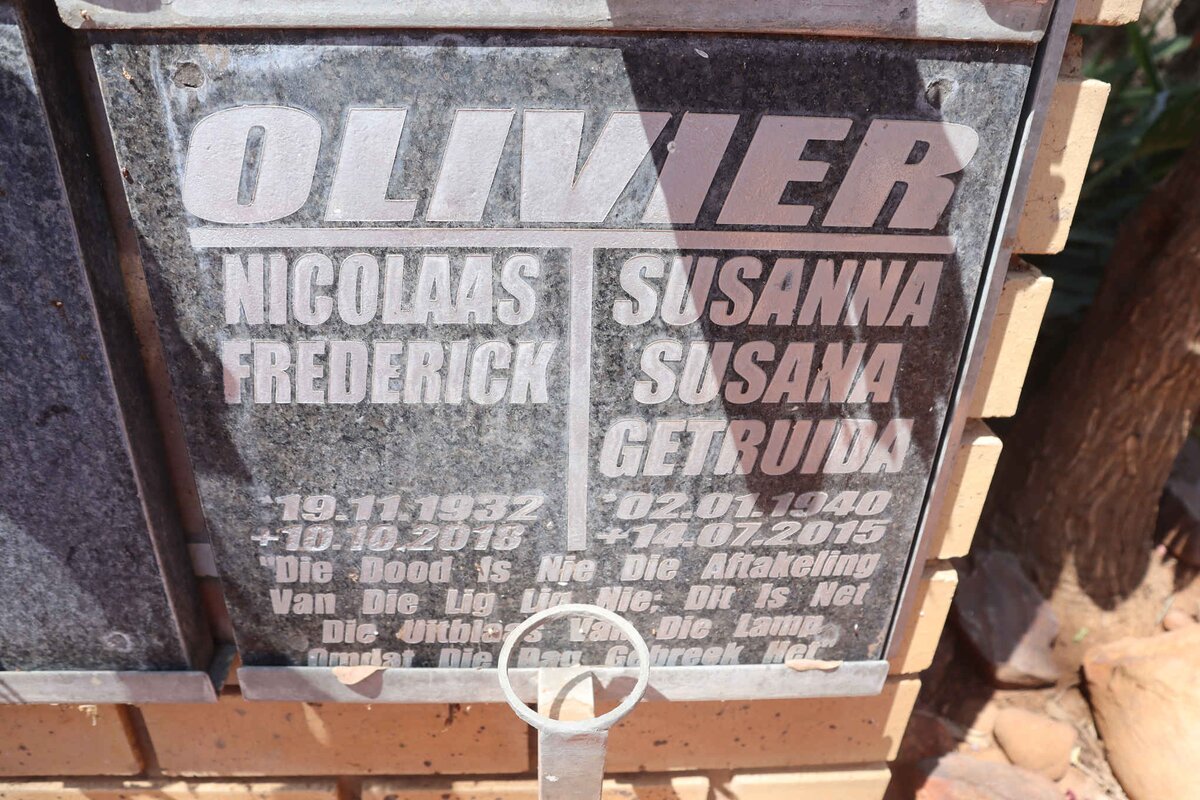 OLIVIER
NICOLAAS
FREDERICK
*19.11.1932
+10.10.2018
SUSANNA
SUSANA
GETRUIDA
*02.01.1940
+14.07.2015
"Die Dood Is Nie Die Aftakeling
Van Die Lig Lig Nie; Dit Is Net
Die Uitblaas Van Die Lamp
Omdat Die Dag Gebreek Het"